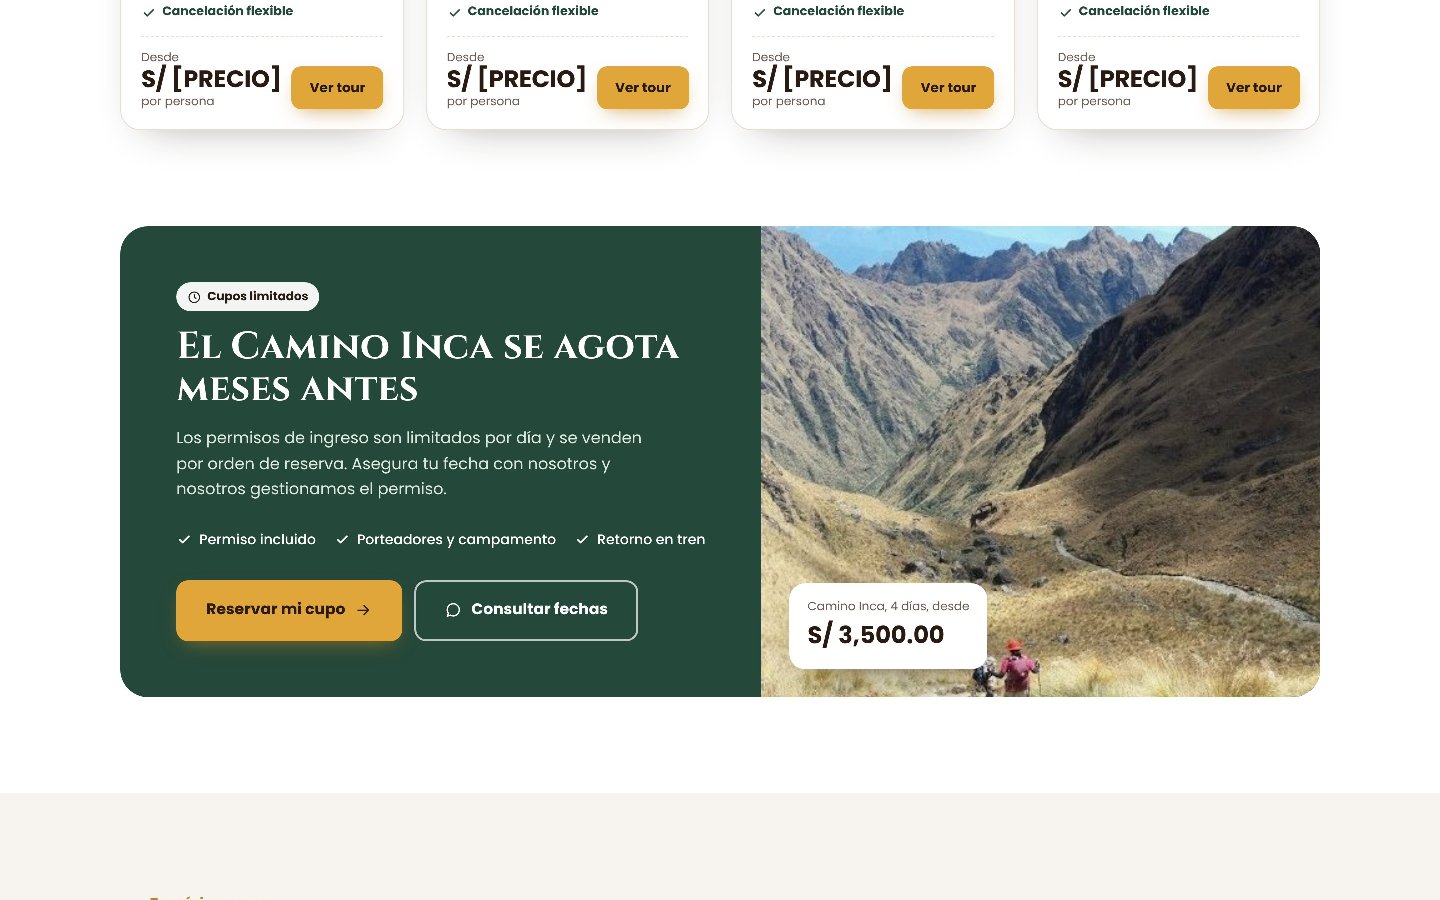 Cancelación flexible
Cancelación flexible
Cancelación flexible
Cancelación flexible
Desde
S/ [PRECIO]
por persona
Ver tour
Desde
S/ [PRECIO]
por persona
Ver tour
Desde
S/ [PRECIO]
por persona
Ver tour
Desde
S/ [PRECIO]
por persona
Ver tour
Cupos limitados
El Camino Inca se agota
meses antes
Los permisos de ingreso son limitados por día y se venden
por orden de reserva. Asegura tu fecha con nosotros y
nosotros gestionamos el permiso.
Permiso incluido
Porteadores y campamento
Retorno en tren
Reservar mi cupo
Consultar fechas
Camino Inca, 4 días, desde
S/ 3,500.00